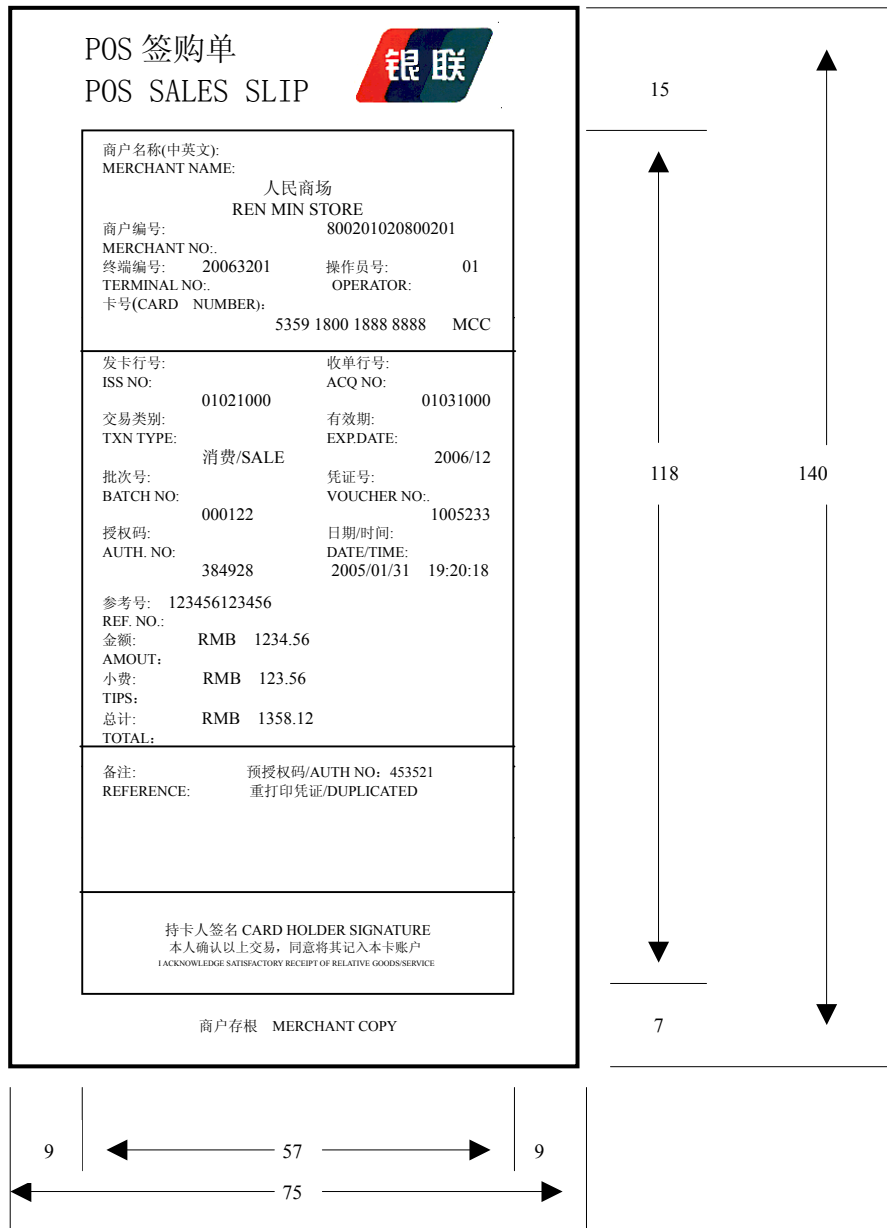 POS 签购单
银联
POS SALES SLIP
15
商户名称(中英文):
MERCHANT NAME:
人民商场
REN MIN STORE
商户编号: 800201020800201
MERCHANT NO:.
终端编号: 20063201 操作员号: 01
TERMINAL NO:. OPERATOR:
卡号(CARD NUMBER):
5359 1800 1888 8888 MCC
发卡行号: 收单行号:
ISS NO: ACQ NO:
01021000 01031000
交易类别: 有效期:
TXN TYPE: EXP.DATE:
消费/SALE 2006/12
批次号: 凭证号:
118 140
BATCH NO: VOUCHER NO:.
000122 1005233
授权码: 日期/时间:
AUTH. NO: DATE/TIME:
384928 2005/01/31 19:20:18
参考号: 123456123456
REF. NO.:
金额: RMB 1234.56
AMOUT:
小费: RMB 123.56
TIPS:
总计: RMB 1358.12
TOTAL:
备注: 预授权码/AUTH NO: 453521
REFERENCE: 重打印凭证/DUPLICATED
持卡人签名 CARD HOLDER SIGNATURE
本人确认以上交易，同意将其记入本卡账户
I ACKNOWLEDGE SATISFACTORY RECEIPT OF RELATIVE GOODS/SERVICE
商户存根 MERCHANT COPY
7
9 57 9
75